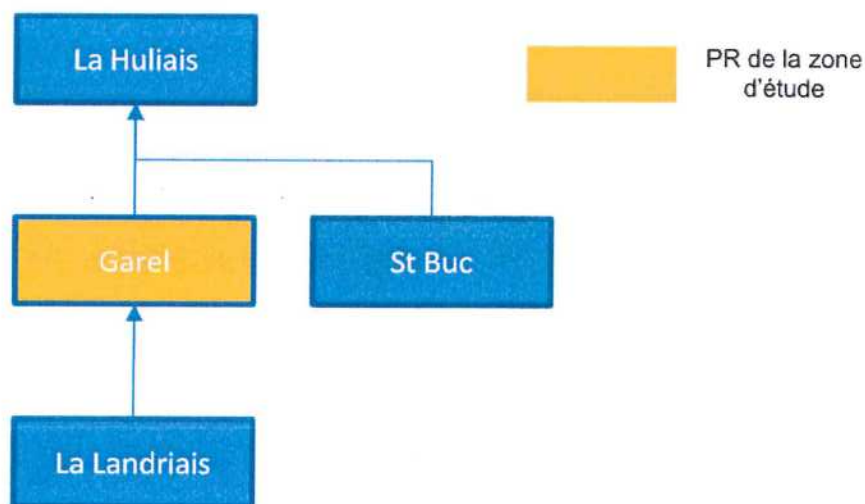 La Huliais
PR de la zone
d'étude
Garel
St Buc
La Landriais